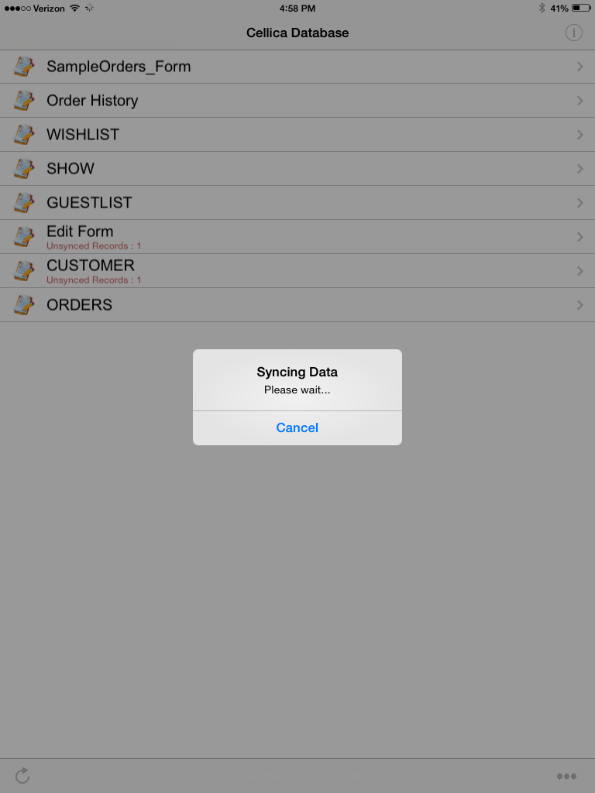 Verizon 4:58 PM 41%
Cellica Database
SampleOrders_Form
Order History
WISHLIST
SHOW
GUESTLIST
Edit Form
Unsynced Records : 1
CUSTOMER
Unsynced Records : 1
ORDERS
Syncing Data
Please wait...
Cancel